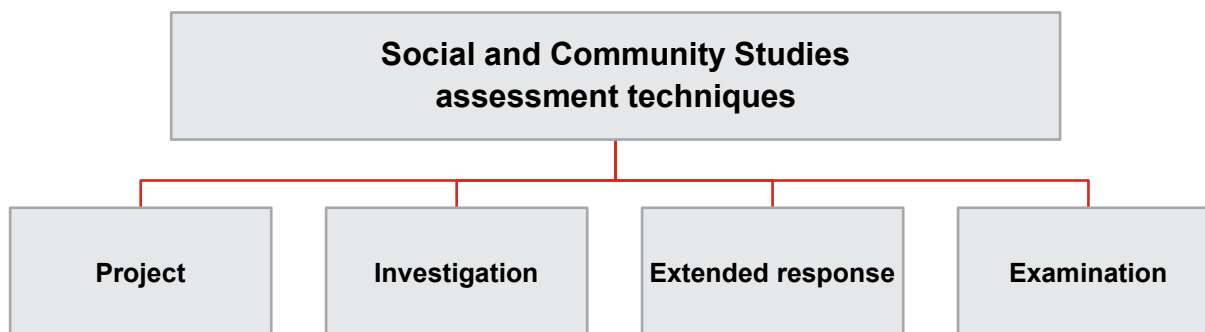 Social and Community Studies
assessment techniques
Project
Investigation
Extended response
Examination